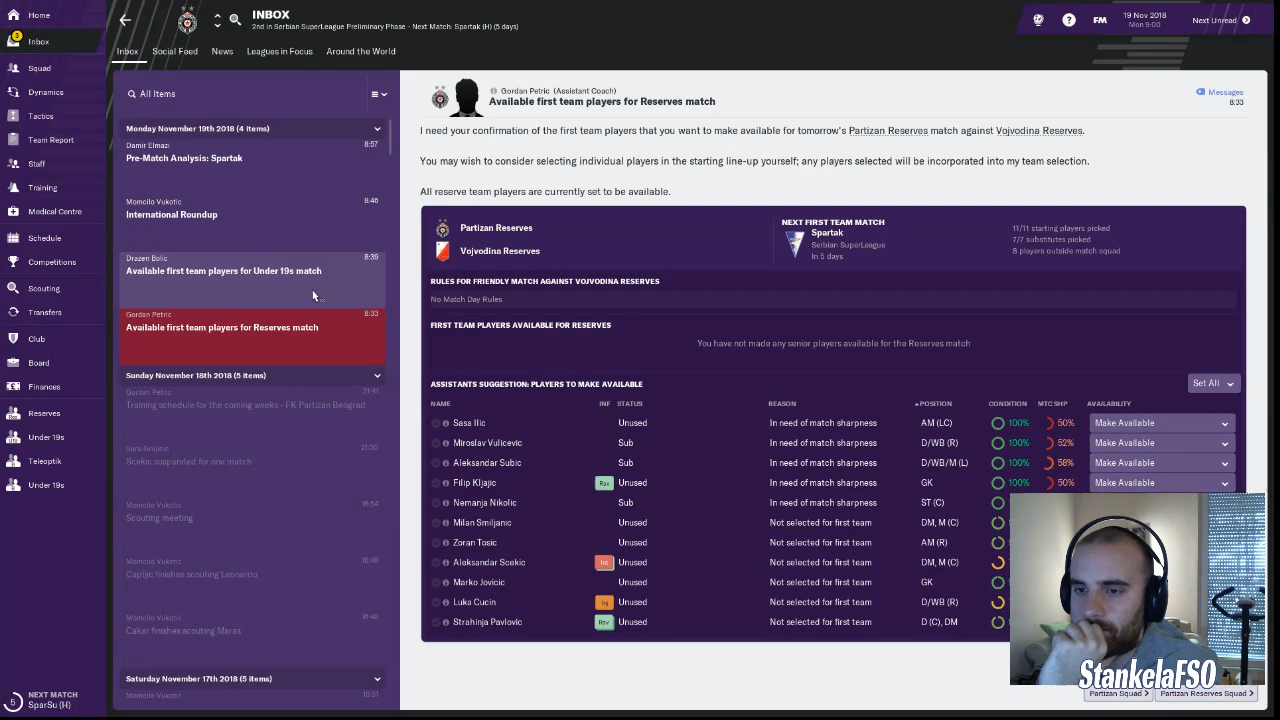 Home
3
Inbox
Squad
Dynamics
Tactics
Team Report
Staff
Training
Medical Centre
Schedule
Competitions
Scouting
Transfers
Club
Board
Finances
Reserves
Under 19s
Teleoptik
Under 19s
5
NEXT MATCH
SparSu (H)
INBOX
2nd in Serbian SuperLeague Preliminary Phase - Next Match: Spartak (H) (5 days)
?
FM
19 Nov 2018
Mon 9:00
Next Unread
Inbox
Social Feed
News
Leagues in Focus
Around the World
All Items
Monday November 19th 2018 (4 items)
Damir Elmazi
8:57
Pre-Match Analysis: Spartak
Momcilo Vukotic
8:46
International Roundup
Drazen Bolic
8:39
Available first team players for Under 19s match
Gordan Petric
8:33
Available first team players for Reserves match
Sunday November 18th 2018 (5 items)
Gordan Petric
21:41
Training schedule for the coming weeks - FK Partizan Beograd
Sara Grujicic
21:30
Scekic suspended for one match
Momcilo Vukotic
16:54
Scouting meeting
Momcilo Vukotic
16:48
Capljic finishes scouting Leonardo
Momcilo Vukotic
16:48
Cakar finishes scouting Maras
Saturday November 17th 2018 (5 items)
Momcilo Vukotic
16:51
Gordan Petric (Assistant Coach)
Available first team players for Reserves match
Messages
8:33
I need your confirmation of the first team players that you want to make available for tomorrow's Partizan Reserves match against Vojvodina Reserves.
You may wish to consider selecting individual players in the starting line-up yourself; any players selected will be incorporated into my team selection.
All reserve team players are currently set to be available.
Partizan Reserves
Vojvodina Reserves
NEXT FIRST TEAM MATCH
Spartak
Serbian SuperLeague
In 5 days
11/11 starting players picked
7/7 substitutes picked
8 players outside match squad
RULES FOR FRIENDLY MATCH AGAINST VOJVODINA RESERVES
No Match Day Rules
FIRST TEAM PLAYERS AVAILABLE FOR RESERVES
You have not made any senior players available for the Reserves match
ASSISTANTS SUGGESTION: PLAYERS TO MAKE AVAILABLE
Set All
NAME INF STATUS REASON POSITION CONDITION MTC SHP AVAILABILITY
Sasa Ilic Unused In need of match sharpness AM (LC) 100% 50% Make Available
Miroslav Vulicevic Sub In need of match sharpness D/WB (R) 100% 52% Make Available
Aleksandar Subic Sub In need of match sharpness D/WB/M (L) 100% 58% Make Available
Filip Kljajic Rsv Unused In need of match sharpness GK 100% 50% Make Available
Nemanja Nikolic Sub In need of match sharpness ST (C)
Milan Smiljanic Unused Not selected for first team DM, M (C)
Zoran Tosic Unused Not selected for first team AM (R)
Aleksandar Scekic Unused Not selected for first team DM, M (C)
Marko Jovicic Unused Not selected for first team GK
Luka Cucin Inj Unused Not selected for first team D/WB (R)
Strahinja Pavlovic Rsv Unused Not selected for first team D (C), DM
StankelaFSO
Partizan Squad
Partizan Reserves Squad